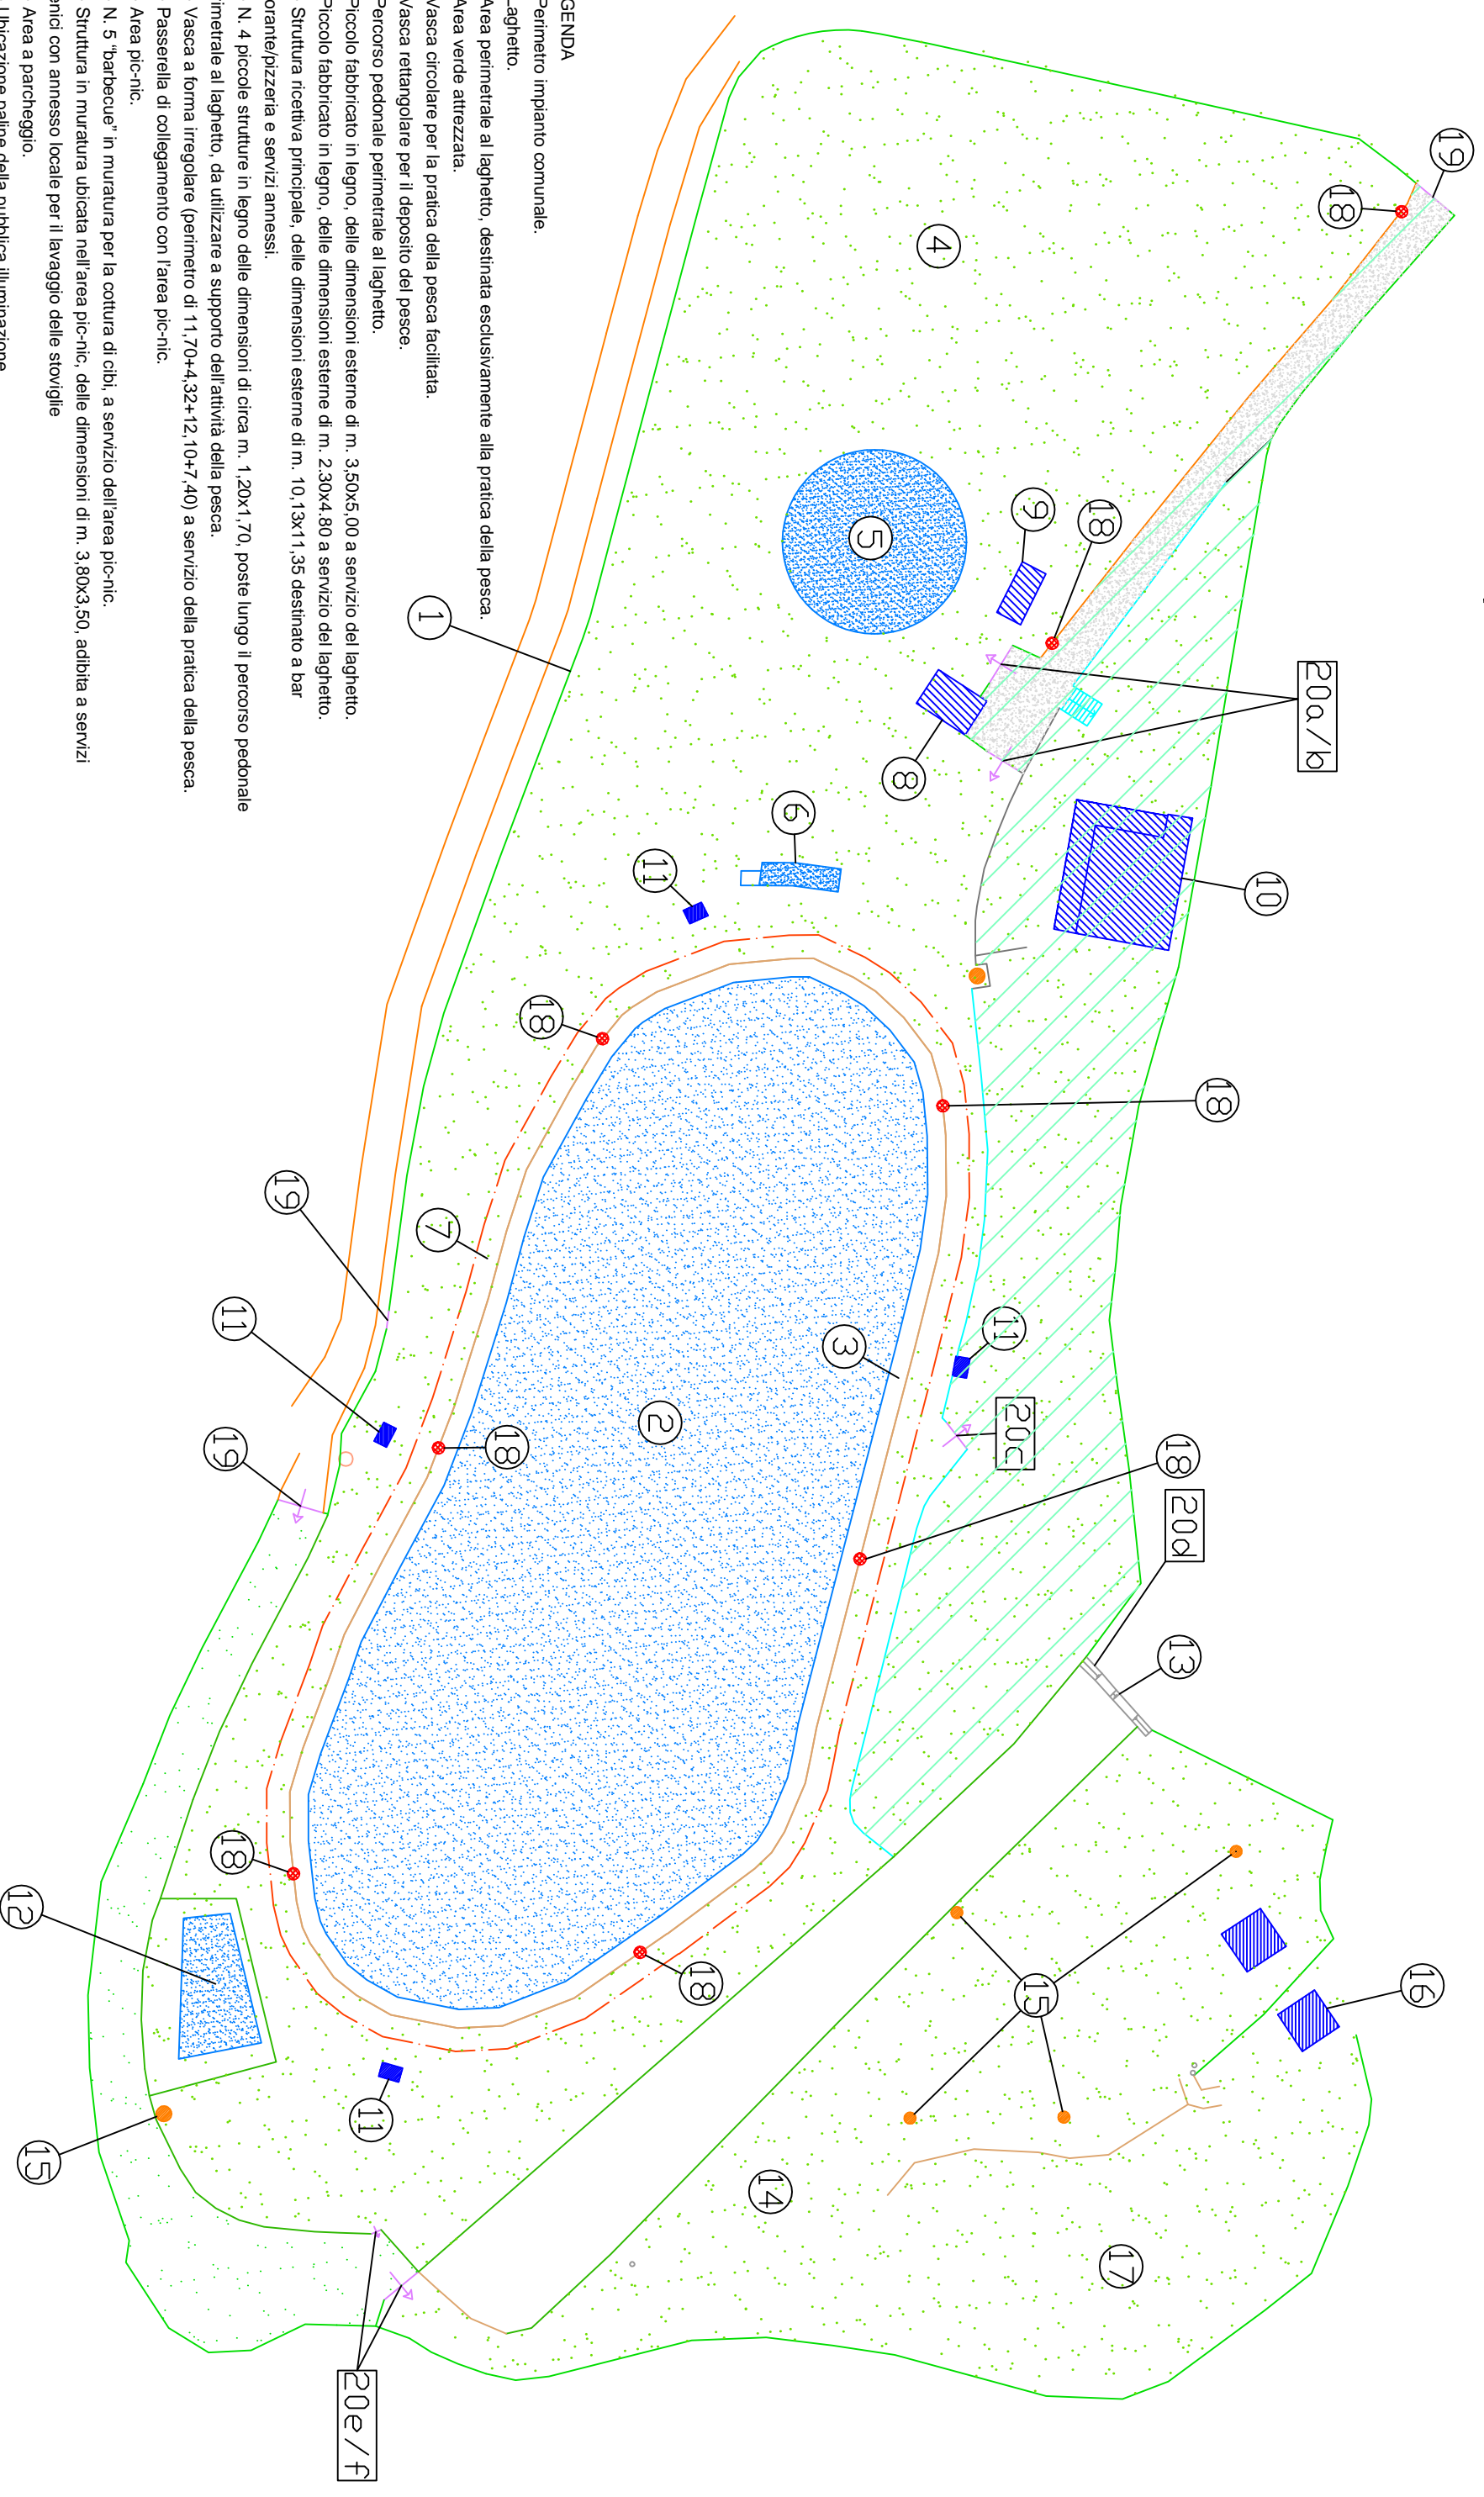 GENDA
Perimetro impianto comunale.
Laghetto.
Area perimetrale al laghetto, destinata esclusivamente alla pratica della pesca.
Area verde attrezzata.
Vasca circolare per la pratica della pesca facilitata.
Vasca rettangolare per il deposito del pesce.
Percorso pedonale perimetrale al laghetto.
Piccolo fabbricato in legno, delle dimensioni esterne di m. 3,50x5,00 a servizio del laghetto.
Piccolo fabbricato in legno, delle dimensioni esterne di m. 2.30x4.80 a servizio del laghetto.
Struttura ricettiva principale, delle dimensioni esterne di m. 10,13x11,35 destinato a bar
orante/pizzeria e servizi annessi.
N. 4 piccole strutture in legno delle dimensioni di circa m. 1,20x1,70, poste lungo il percorso pedonale
rimetrale al laghetto, da utilizzare a supporto dell'attività della pesca.
Vasca a forma irregolare (perimetro di 11,70+4,32+12,10+7,40) a servizio della pratica della pesca.
Passerella di collegamento con l'area pic-nic.
Area pic-nic.
N. 5 "barbecue" in muratura per la cottura di cibi, a servizio dell'area pic-nic.
Struttura in muratura ubicata nell'area pic-nic, delle dimensioni di m. 3,80x3,50, adibita a servizi
enici con annesso locale per il lavaggio delle stoviglie
Area a parcheggio.
Ubicazione paline della pubblica illuminazione
19
18
4
5
9
18
1
20a/b
8
6
11
10
18
18
19
7
11
3
11
2
20c
18
19
18
20d
13
18
12
18
15
16
11
15
14
17
20e/f